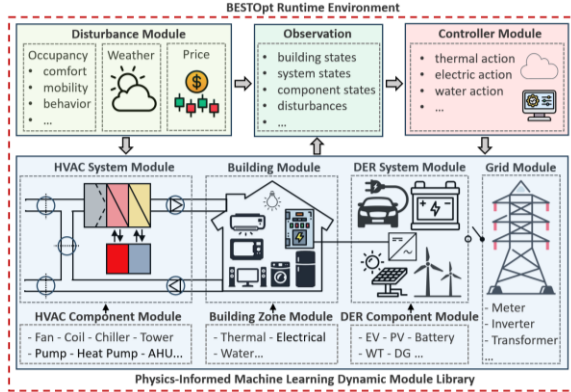 BESTOpt Runtime Environment
Disturbance Module
Occupancy
• comfort
• mobility
• behavior
• ...
Weather
Price
Observation
• building states
• system states
• component states
• disturbances
• ...
Controller Module
• thermal action
• electric action
• water action
• ...
HVAC System Module
Building Module
DER System Module
Grid Module
HVAC Component Module
- Fan - Coil - Chiller - Tower
- Pump - Heat Pump - AHU...
Building Zone Module
- Thermal - Electrical
- Water...
DER Component Module
- EV - PV - Battery
- WT - DG ...
- Meter
- Inverter
- Transformer
...
Physics-Informed Machine Learning Dynamic Module Library